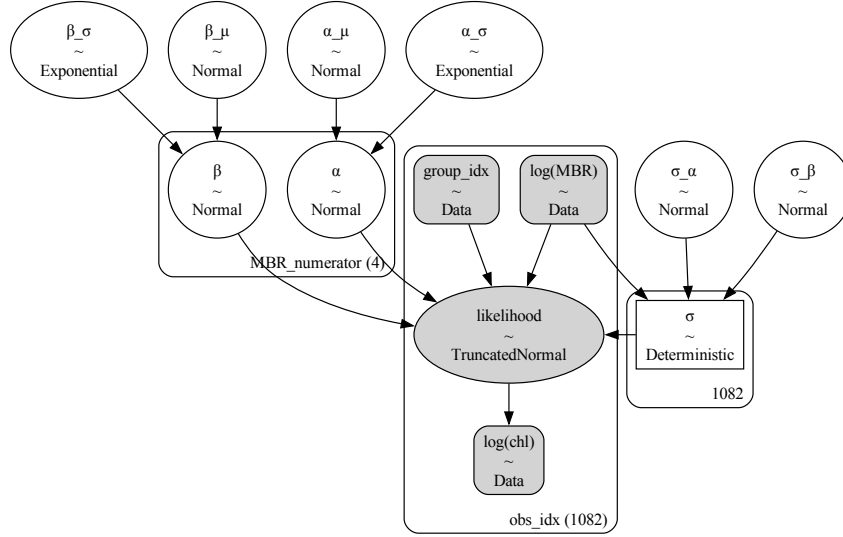 β_σ
~
Exponential
β_μ
~
Normal
α_μ
~
Normal
α_σ
~
Exponential
β
~
Normal
α
~
Normal
MBR_numerator (4)
group_idx
~
Data
log(MBR)
~
Data
σ_α
~
Normal
σ_β
~
Normal
likelihood
~
TruncatedNormal
σ
~
Deterministic
1082
log(chl)
~
Data
obs_idx (1082)